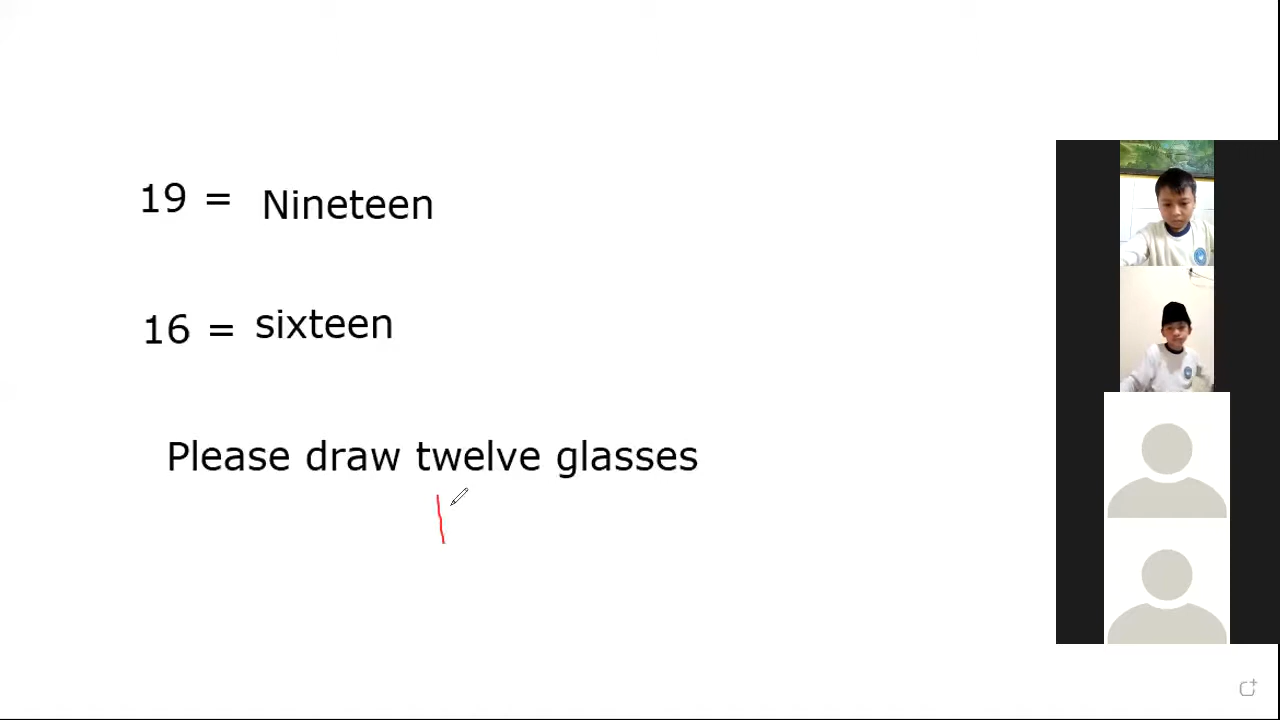 19 = Nineteen
16 = sixteen
Please draw twelve glasses